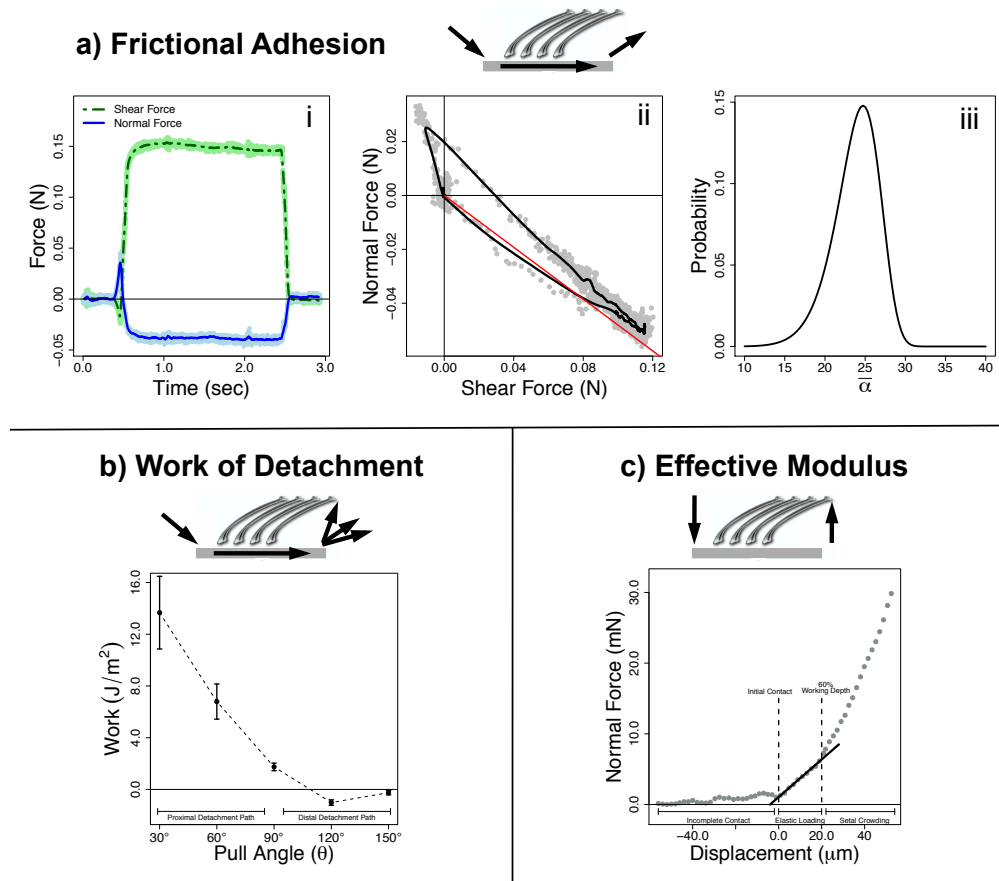 a) Frictional Adhesion
i
Shear Force
Normal Force
Force (N)
0.15
0.10
0.05
0.00
-0.05
0.0
1.0
2.0
3.0
Time (sec)
ii
Normal Force (N)
0.02
0.00
-0.02
-0.04
0.00
0.04
0.08
0.12
Shear Force (N)
iii
Probability
0.15
0.10
0.05
0.00
10
15
20
25
30
35
40
α
b) Work of Detachment
Work (J/m²)
16.0
12.0
8.0
4.0
0.0
Proximal Detachment Path
Distal Detachment Path
30°
60°
90°
120°
150°
Pull Angle (θ)
c) Effective Modulus
Normal Force (mN)
30.0
20.0
10.0
0.0
Initial Contact
60%
Working Depth
Incomplete Contact
Elastic Loading
Setal Crowding
−40.0
0.0
20.0
40
Displacement (μm)